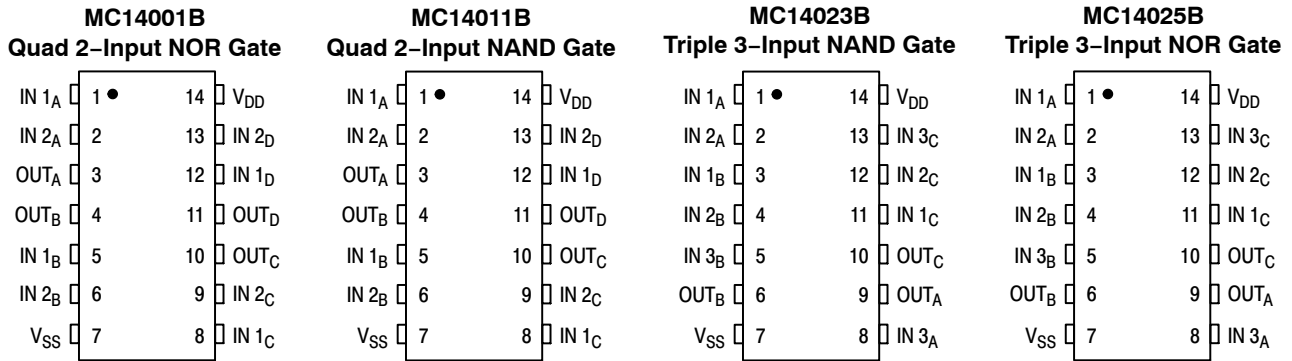 MC14001B
Quad 2−Input NOR Gate
IN 1A 1 14 VDD
IN 2A 2 13 IN 2D
OUTA 3 12 IN 1D
OUTB 4 11 OUTD
IN 1B 5 10 OUTC
IN 2B 6 9 IN 2C
VSS 7 8 IN 1C
MC14011B
Quad 2−Input NAND Gate
IN 1A 1 14 VDD
IN 2A 2 13 IN 2D
OUTA 3 12 IN 1D
OUTB 4 11 OUTD
IN 1B 5 10 OUTC
IN 2B 6 9 IN 2C
VSS 7 8 IN 1C
MC14023B
Triple 3−Input NAND Gate
IN 1A 1 14 VDD
IN 2A 2 13 IN 3C
IN 1B 3 12 IN 2C
IN 2B 4 11 IN 1C
IN 3B 5 10 OUTC
OUTB 6 9 OUTA
VSS 7 8 IN 3A
MC14025B
Triple 3−Input NOR Gate
IN 1A 1 14 VDD
IN 2A 2 13 IN 3C
IN 1B 3 12 IN 2C
IN 2B 4 11 IN 1C
IN 3B 5 10 OUTC
OUTB 6 9 OUTA
VSS 7 8 IN 3A